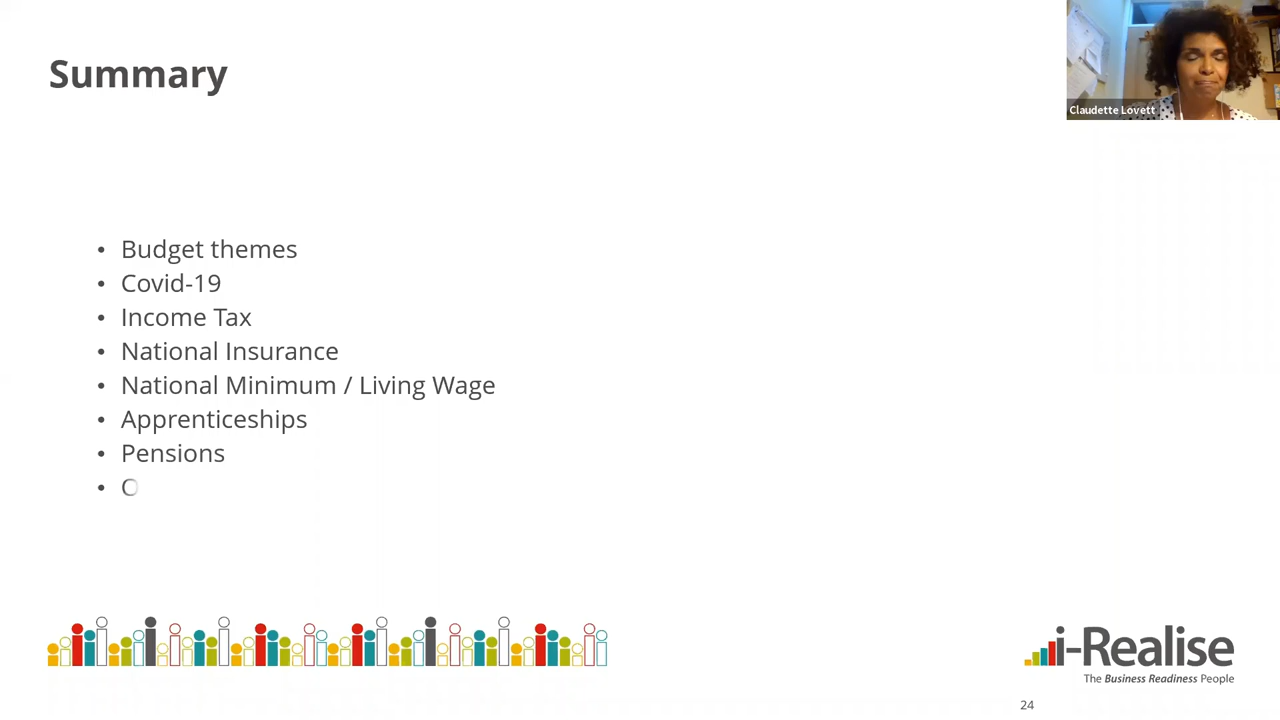 Summary
Claudette Lovett
• Budget themes
• Covid-19
• Income Tax
• National Insurance
• National Minimum / Living Wage
• Apprenticeships
• Pensions
• O
i-Realise
The Business Readiness People
24